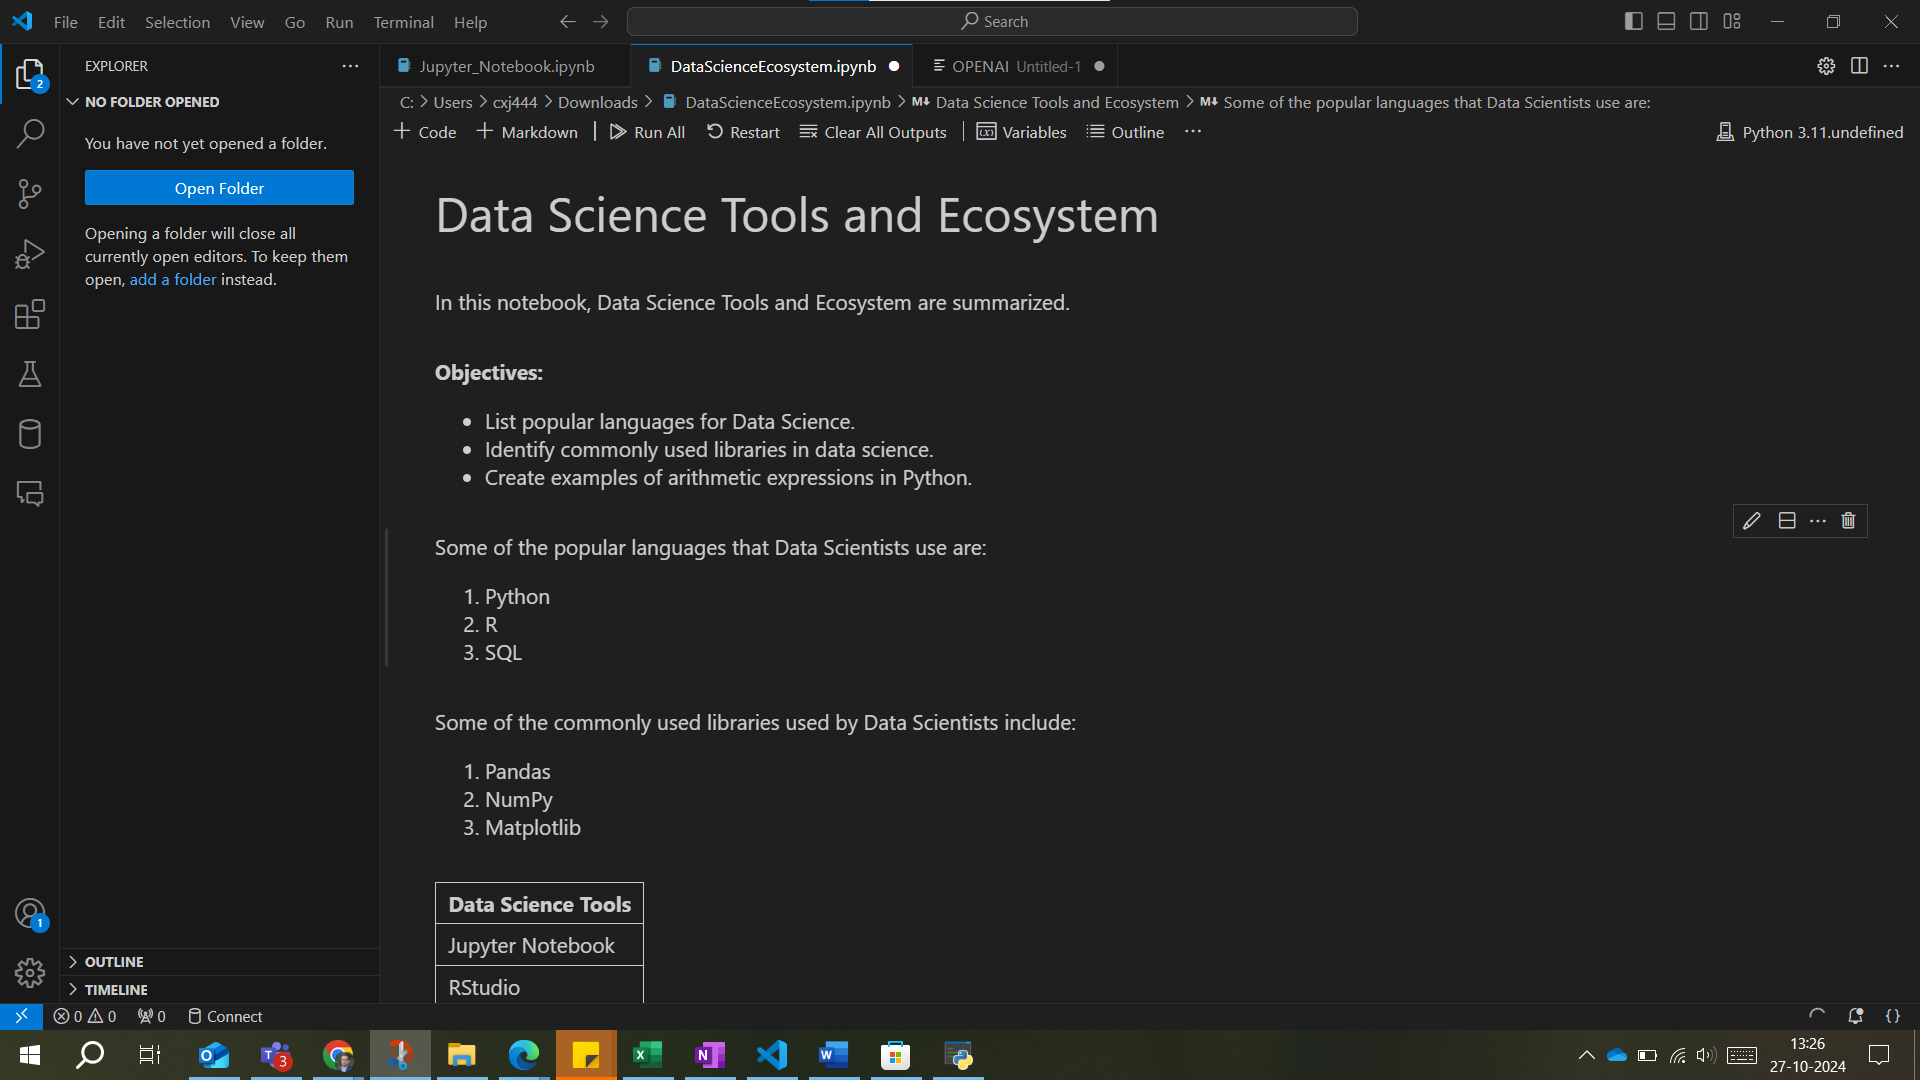 File Edit Selection View Go Run Terminal Help
Search
EXPLORER
NO FOLDER OPENED
You have not yet opened a folder.
Open Folder
Opening a folder will close all
currently open editors. To keep them
open, add a folder instead.
OUTLINE
TIMELINE
2
1
Jupyter_Notebook.ipynb
DataScienceEcosystem.ipynb
OPENAI Untitled-1
C: > Users > cxj444 > Downloads > DataScienceEcosystem.ipynb > M↓ Data Science Tools and Ecosystem > M↓ Some of the popular languages that Data Scientists use are:
+ Code + Markdown | Run All Restart Clear All Outputs | Variables Outline ...
Python 3.11.undefined
Data Science Tools and Ecosystem
In this notebook, Data Science Tools and Ecosystem are summarized.
Objectives:
• List popular languages for Data Science.
• Identify commonly used libraries in data science.
• Create examples of arithmetic expressions in Python.
Some of the popular languages that Data Scientists use are:
1. Python
2. R
3. SQL
Some of the commonly used libraries used by Data Scientists include:
1. Pandas
2. NumPy
3. Matplotlib
Data Science Tools
Jupyter Notebook
RStudio
0 0 0 Connect
{}
3
13:26
27-10-2024